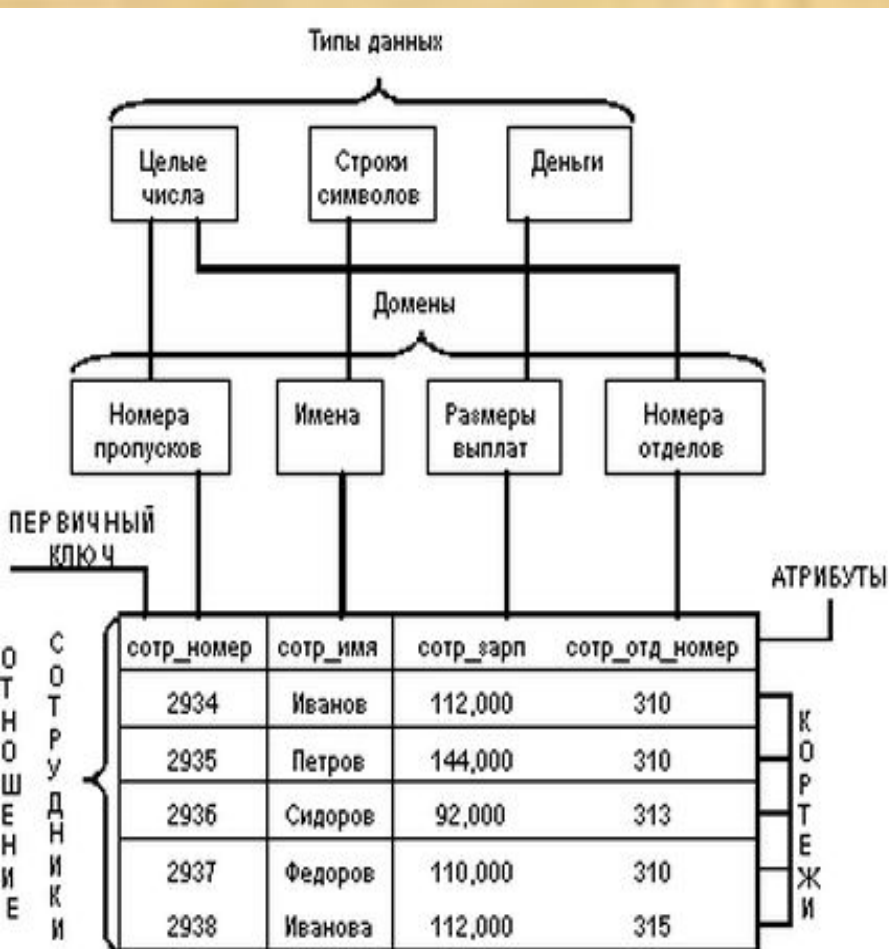 Типы данных
Целые
числа
Строки
символов
Деньги
Домены
Номера
пропусков
Имена
Размеры
выплат
Номера
отделов
ПЕРВИЧНЫЙ
КЛЮЧ
АТРИБУТЫ
ОТНОШЕНИЕ
СОТРУДНИКИ
сотр_номер сотр_имя сотр_зарп сотр_отд_номер
2934 Иванов 112,000 310
2935 Петров 144,000 310
2936 Сидоров 92,000 313
2937 Федоров 110,000 310
2938 Иванова 112,000 315
КОРТЕЖИ